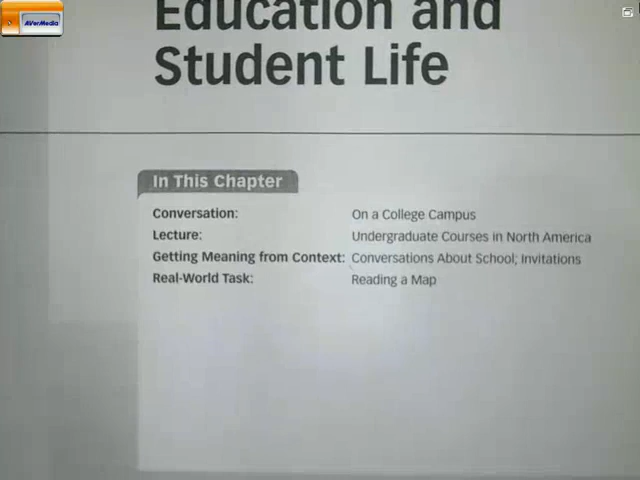 AVerMedia
Education and
Student Life
In This Chapter
Conversation: On a College Campus
Lecture: Undergraduate Courses in North America
Getting Meaning from Context: Conversations About School; Invitations
Real-World Task: Reading a Map